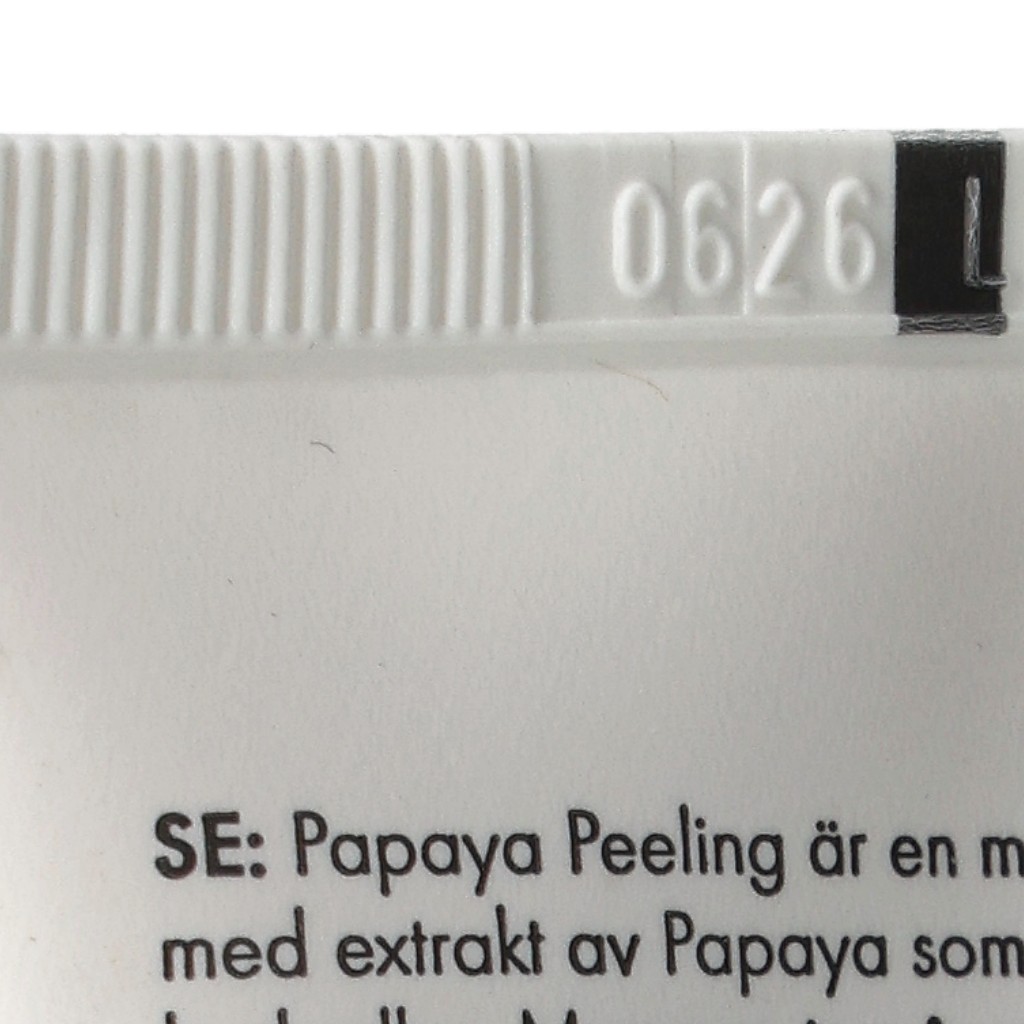 0626 L
SE: Papaya Peeling är en m
med extrakt av Papaya som